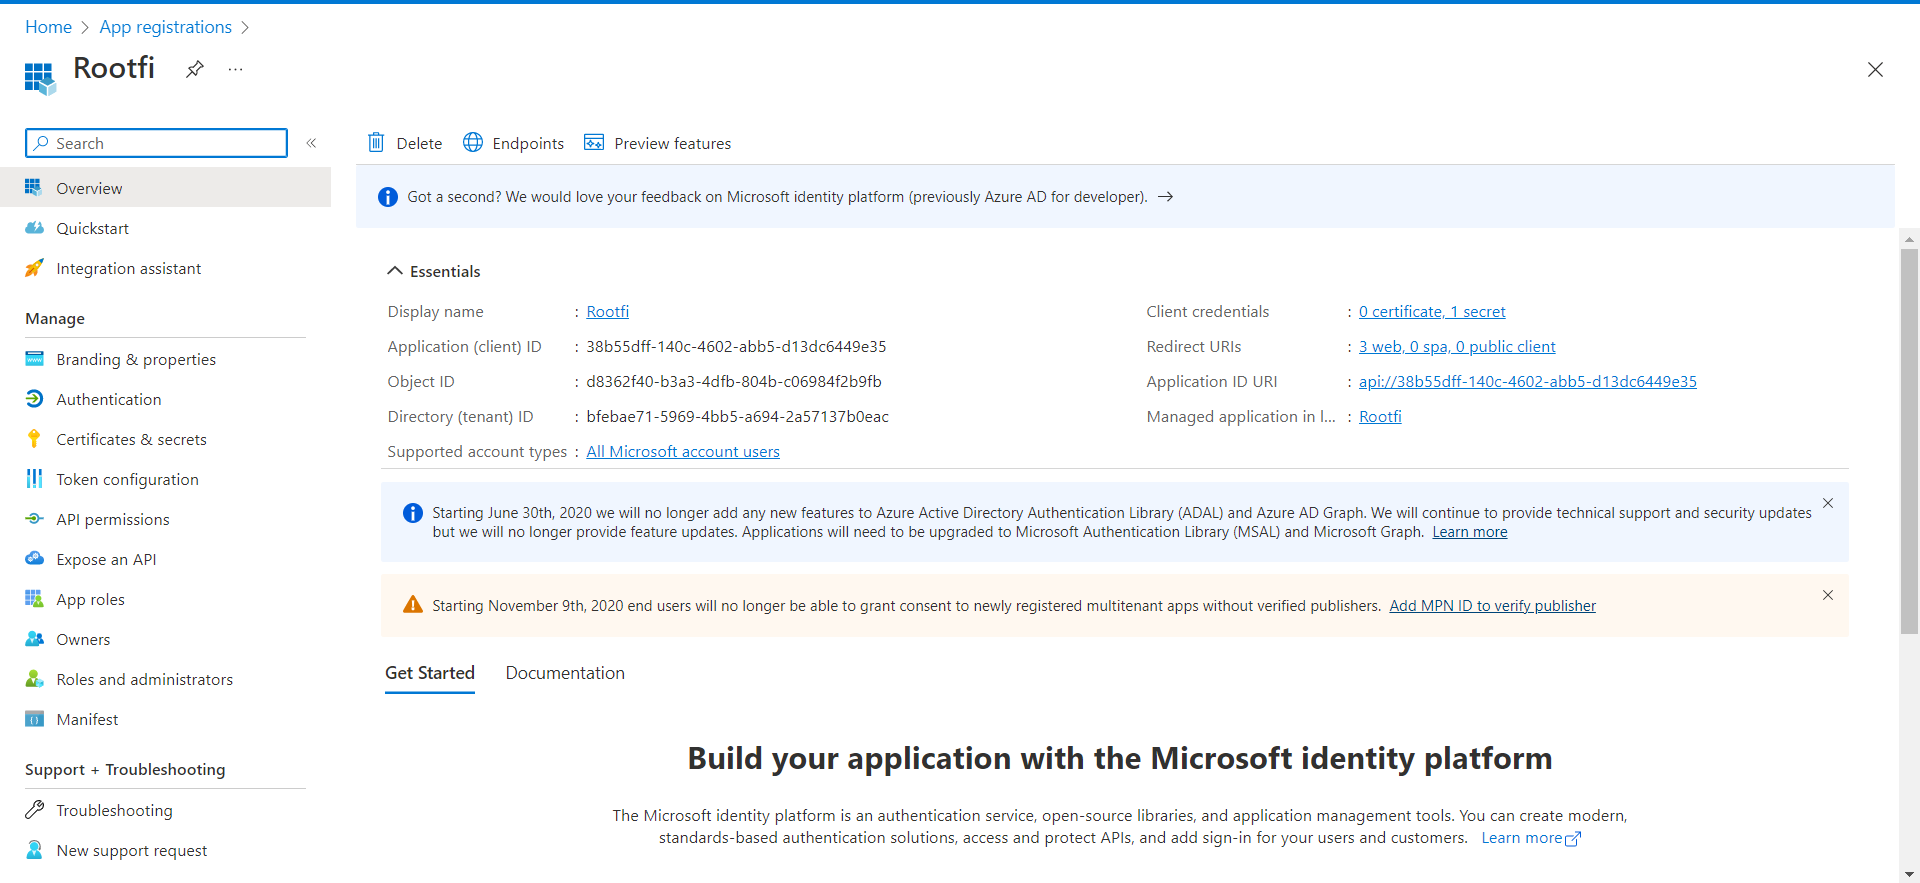 Home > App registrations >
Rootfi
...
Search
«
Overview
Quickstart
Integration assistant
Manage
Branding & properties
Authentication
Certificates & secrets
Token configuration
API permissions
Expose an API
App roles
Owners
Roles and administrators
Manifest
Support + Troubleshooting
Troubleshooting
New support request
Delete Endpoints Preview features
Got a second? We would love your feedback on Microsoft identity platform (previously Azure AD for developer). →
Essentials
Display name : Rootfi
Application (client) ID : 38b55dff-140c-4602-abb5-d13dc6449e35
Object ID : d8362f40-b3a3-4dfb-804b-c06984f2b9fb
Directory (tenant) ID : bfebae71-5969-4bb5-a694-2a57137b0eac
Supported account types : All Microsoft account users
Client credentials : 0 certificate, 1 secret
Redirect URIs : 3 web, 0 spa, 0 public client
Application ID URI : api://38b55dff-140c-4602-abb5-d13dc6449e35
Managed application in l... : Rootfi
Starting June 30th, 2020 we will no longer add any new features to Azure Active Directory Authentication Library (ADAL) and Azure AD Graph. We will continue to provide technical support and security updates
but we will no longer provide feature updates. Applications will need to be upgraded to Microsoft Authentication Library (MSAL) and Microsoft Graph. Learn more
Starting November 9th, 2020 end users will no longer be able to grant consent to newly registered multitenant apps without verified publishers. Add MPN ID to verify publisher
Get Started Documentation
Build your application with the Microsoft identity platform
The Microsoft identity platform is an authentication service, open-source libraries, and application management tools. You can create modern,
standards-based authentication solutions, access and protect APIs, and add sign-in for your users and customers. Learn more